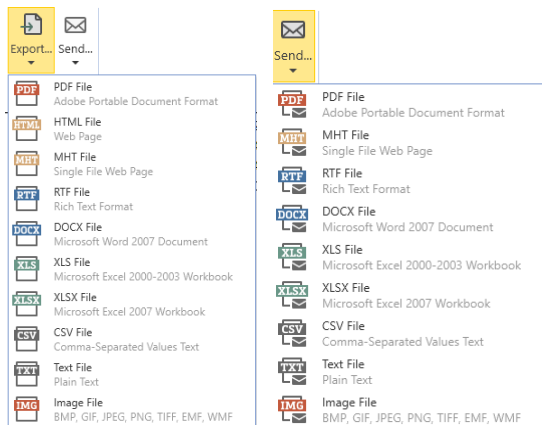 Export... Send...
PDF
PDF File
Adobe Portable Document Format
HTML
HTML File
Web Page
MHT
MHT File
Single File Web Page
RTF
RTF File
Rich Text Format
DOCX
DOCX File
Microsoft Word 2007 Document
XLS
XLS File
Microsoft Excel 2000-2003 Workbook
XLSX
XLSX File
Microsoft Excel 2007 Workbook
CSV
CSV File
Comma-Separated Values Text
TXT
Text File
Plain Text
IMG
Image File
BMP, GIF, JPEG, PNG, TIFF, EMF, WMF
Send...
PDF
PDF File
Adobe Portable Document Format
MHT
MHT File
Single File Web Page
RTF
RTF File
Rich Text Format
DOCX
DOCX File
Microsoft Word 2007 Document
XLS
XLS File
Microsoft Excel 2000-2003 Workbook
XLSX
XLSX File
Microsoft Excel 2007 Workbook
CSV
CSV File
Comma-Separated Values Text
TXT
Text File
Plain Text
IMG
Image File
BMP, GIF, JPEG, PNG, TIFF, EMF, WMF